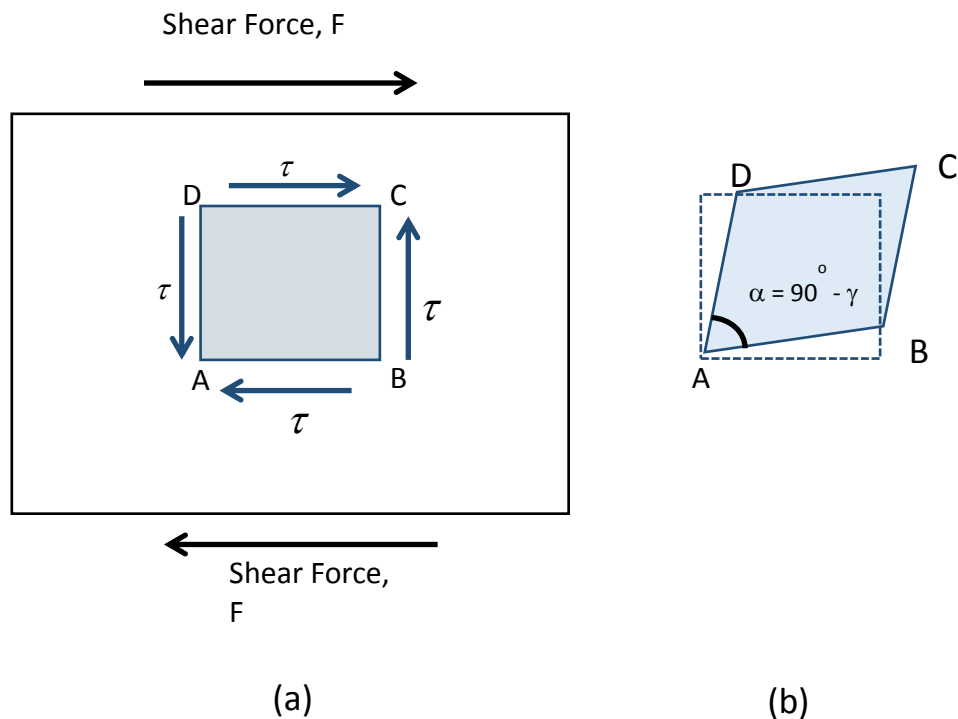 Shear Force, F
τ
D
C
τ
τ
A
B
τ
Shear Force,
F
(a)
D
C
α = 90° - γ
A
B
(b)